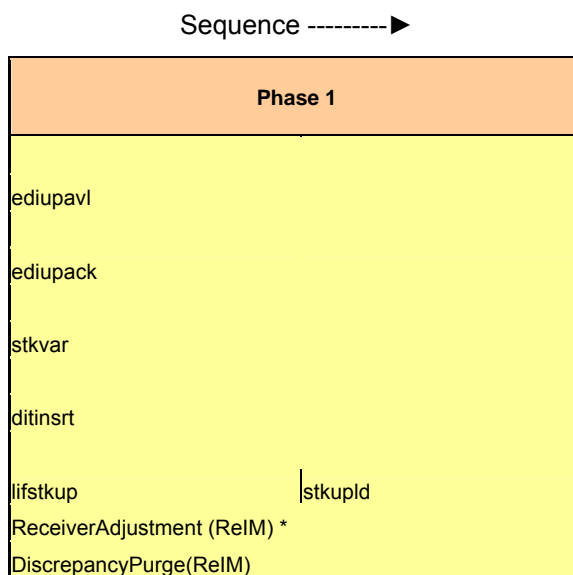 Sequence ---------►
Phase 1
ediupavl
ediupack
stkvar
ditinsrt
lifstkup stkupld
ReceiverAdjustment (ReIM) *
DiscrepancyPurge(ReIM)